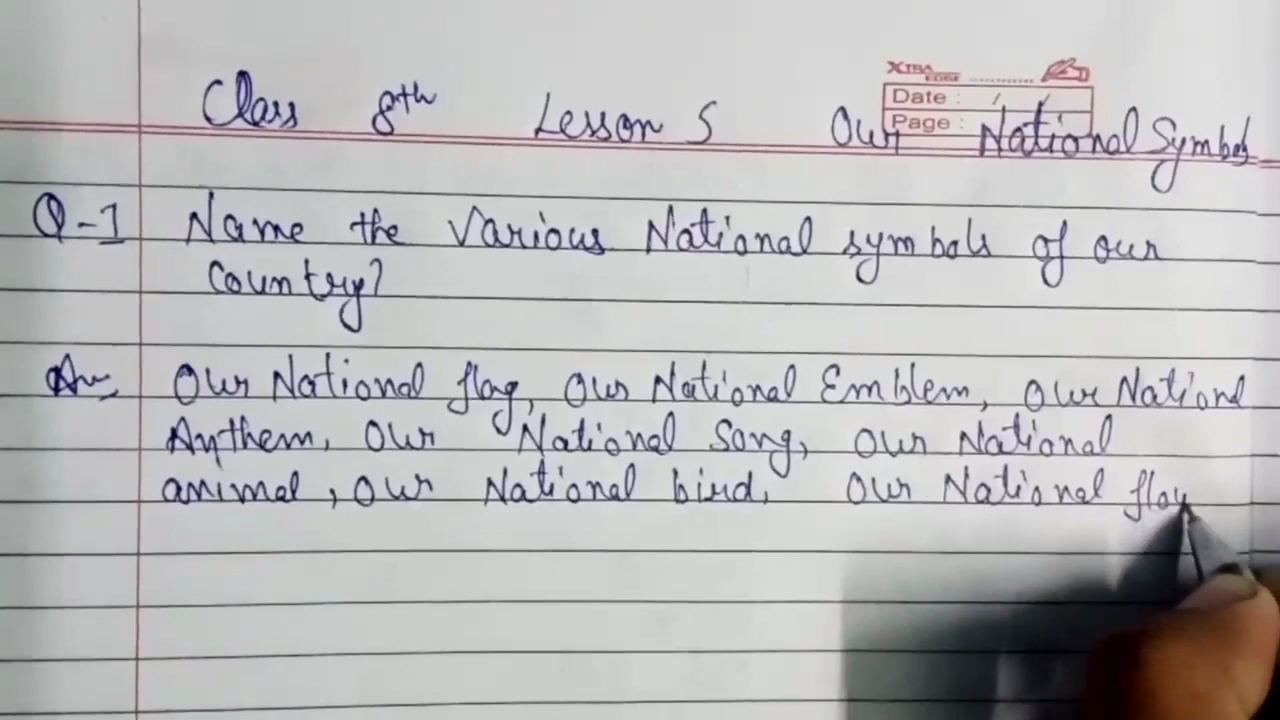 XTRA EDGE
Date : / /
Page :
Class 8th Lesson 5 Our National Symbols
Q-1 Name the various National symbols of our
Country?
Ans Our National flag, Our National Emblem, Our National
Anthem, Our National Song, Our National
animal, Our National bird, Our National